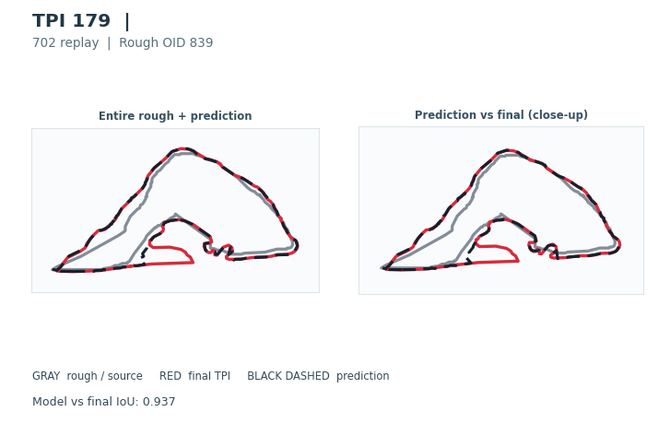 TPI 179 |
702 replay | Rough OID 839
Entire rough + prediction
Prediction vs final (close-up)
GRAY rough / source RED final TPI BLACK DASHED prediction
Model vs final IoU: 0.937